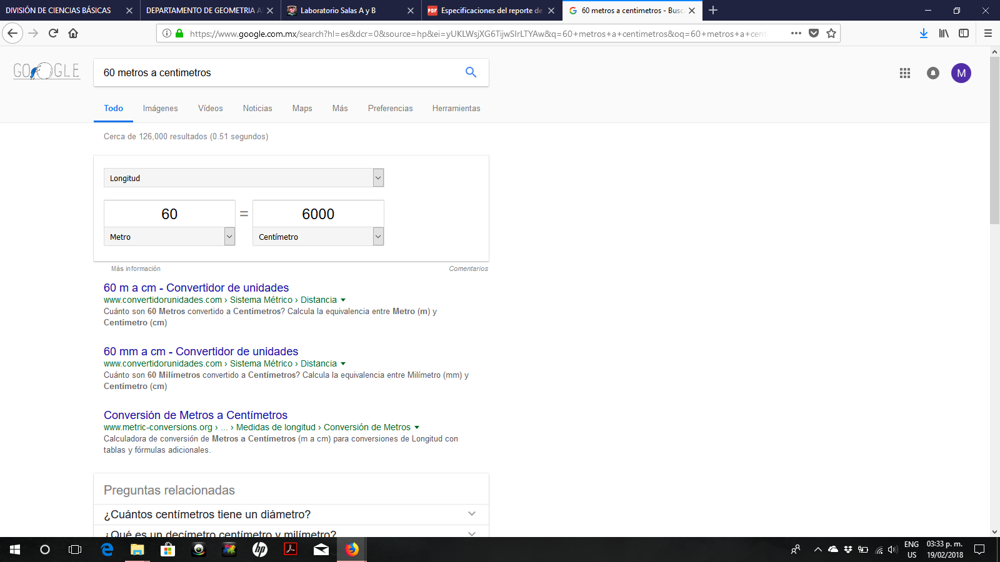 DIVISIÓN DE CIENCIAS BÁSICAS
DEPARTAMENTO DE GEOMETRIA A
Laboratorio Salas A y B
PDF Especificaciones del reporte de
60 metros a centimetros - Busc
https://www.google.com.mx/search?hl=es&dcr=0&source=hp&ei=yUKLWsjXG6TijwSIrLTYAw&q=60+metros+a+centimetros&oq=60+metros+a+cent
GOOGLE
60 metros a centimetros
M
Todo Imágenes Vídeos Noticias Maps Más Preferencias Herramientas
Cerca de 126,000 resultados (0.51 segundos)
Longitud
60 = 6000
Metro Centímetro
Más información Comentarios
60 m a cm - Convertidor de unidades
www.convertidorunidades.com › Sistema Métrico › Distancia
Cuánto son 60 Metros convertido a Centímetros? Calcula la equivalencia entre Metro (m) y
Centímetro (cm)
60 mm a cm - Convertidor de unidades
www.convertidorunidades.com › Sistema Métrico › Distancia
Cuánto son 60 Milímetros convertido a Centímetros? Calcula la equivalencia entre Milímetro (mm) y
Centímetro (cm)
Conversión de Metros a Centímetros
www.metric-conversions.org › ... › Medidas de longitud › Conversión de Metros
Calculadora de conversión de Metros a Centímetros (m a cm) para conversiones de Longitud con
tablas y fórmulas adicionales.
Preguntas relacionadas
¿Cuántos centímetros tiene un diámetro?
¿Qué es un decímetro centímetro y milímetro?
hp
ENG 03:33 p. m.
US 19/02/2018